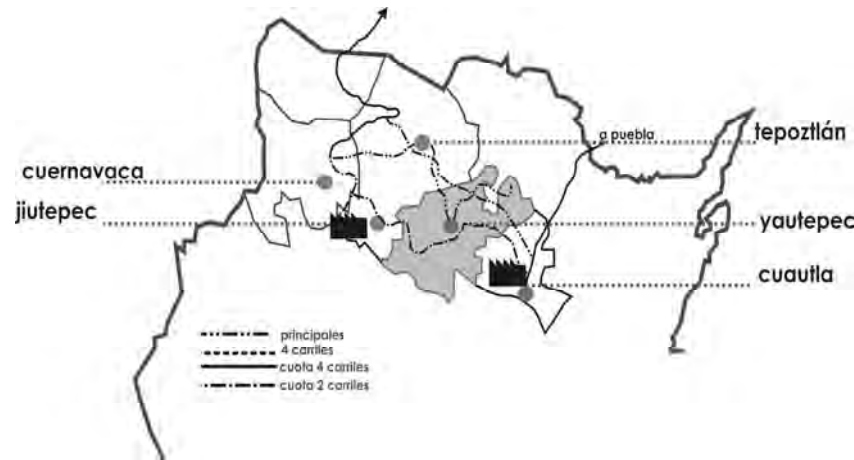 a puebla
tepoztlán
cuernavaca
jiutepec
yautepec
cuautla
principales
4 carriles
cuota 4 carriles
cuota 2 carriles